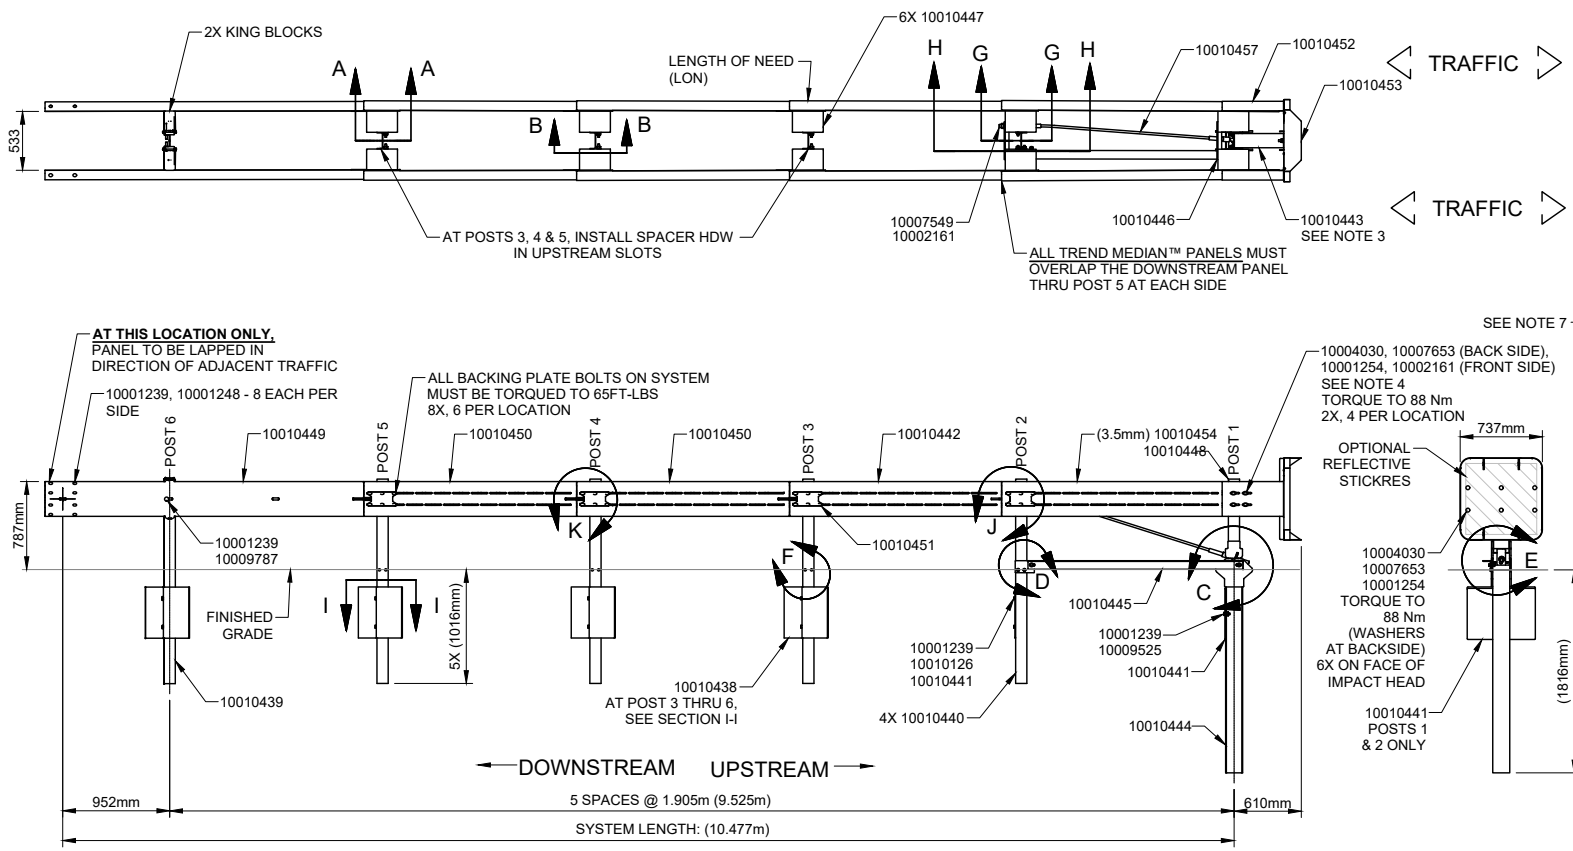 2X KING BLOCKS
6X 10010447
LENGTH OF NEED
(LON)
A
A
B
B
H
G
G
H
10010457
10010452
10010453
TRAFFIC
533
AT POSTS 3, 4 & 5, INSTALL SPACER HDW
IN UPSTREAM SLOTS
10007549
10002161
10010446
10010443
SEE NOTE 3
TRAFFIC
ALL TREND MEDIAN™ PANELS MUST
OVERLAP THE DOWNSTREAM PANEL
THRU POST 5 AT EACH SIDE
SEE NOTE 7
AT THIS LOCATION ONLY,
PANEL TO BE LAPPED IN
DIRECTION OF ADJACENT TRAFFIC
10001239, 10001248 - 8 EACH PER
SIDE
ALL BACKING PLATE BOLTS ON SYSTEM
MUST BE TORQUED TO 65FT-LBS
8X, 6 PER LOCATION
10004030, 10007653 (BACK SIDE),
10001254, 10002161 (FRONT SIDE)
SEE NOTE 4
TORQUE TO 88 Nm
2X, 4 PER LOCATION
POST 6
10010449
POST 5
10010450
POST 4
10010450
POST 3
10010442
POST 2
(3.5mm) 10010454
10010448
POST 1
737mm
OPTIONAL
REFLECTIVE
STICKRES
787mm
10001239
10009787
K
F
10010451
J
D
C
E
I
I
FINISHED
GRADE
5X (1016mm)
10010439
10010438
AT POST 3 THRU 6,
SEE SECTION I-I
10001239
10010126
10010441
4X 10010440
10010445
10001239
10009525
10010441
10010444
10004030
10007653
10001254
TORQUE TO
88 Nm
(WASHERS
AT BACKSIDE)
6X ON FACE OF
IMPACT HEAD
10010441
POSTS 1
& 2 ONLY
(1816mm)
DOWNSTREAM
UPSTREAM
952mm
5 SPACES @ 1.905m (9.525m)
610mm
SYSTEM LENGTH: (10.477m)